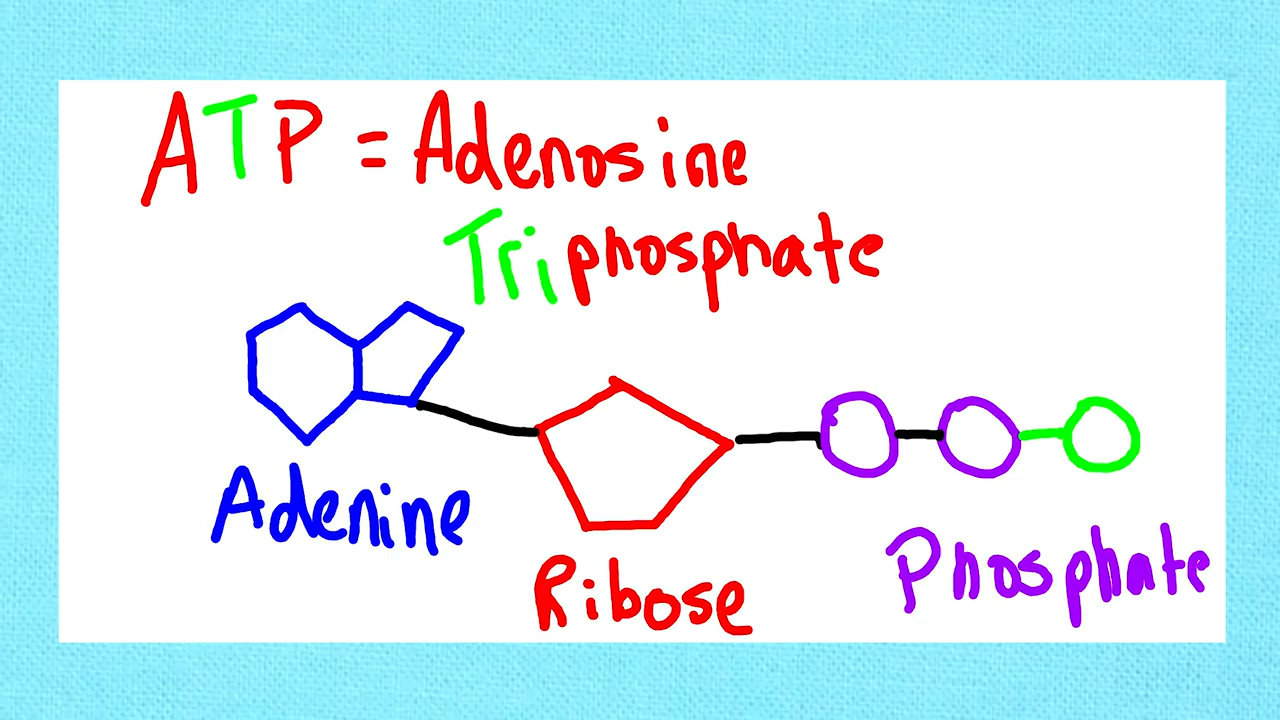 ATP = Adenosine
Triphosphate
Adenine
Ribose
Phosphate